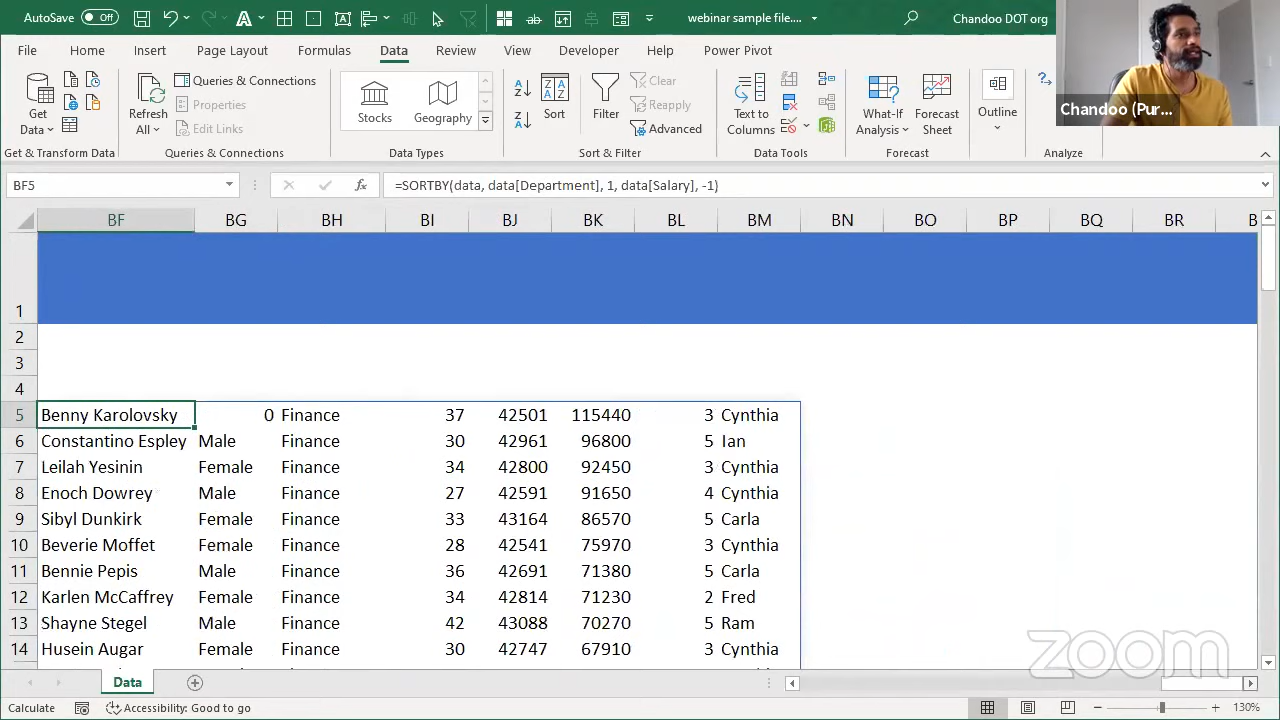 AutoSave Off webinar sample file.... Chandoo DOT org
File Home Insert Page Layout Formulas Data Review View Developer Help Power Pivot
Get Data
Refresh All
Queries & Connections
Properties
Edit Links
Stocks
Geography
Sort
Filter
Clear
Reapply
Advanced
Text to Columns
What-If Analysis
Forecast Sheet
Outline
Get & Transform Data Queries & Connections Data Types Sort & Filter Data Tools Forecast Analyze
Chandoo (Pur...
BF5 fx =SORTBY(data, data[Department], 1, data[Salary], -1)
BF BG BH BI BJ BK BL BM BN BO BP BQ BR B
1
2
3
4
5 Benny Karolovsky 0 Finance 37 42501 115440 3 Cynthia
6 Constantino Espley Male Finance 30 42961 96800 5 Ian
7 Leilah Yesinin Female Finance 34 42800 92450 3 Cynthia
8 Enoch Dowrey Male Finance 27 42591 91650 4 Cynthia
9 Sibyl Dunkirk Female Finance 33 43164 86570 5 Carla
10 Beverie Moffet Female Finance 28 42541 75970 3 Cynthia
11 Bennie Pepis Male Finance 36 42691 71380 5 Carla
12 Karlen McCaffrey Female Finance 34 42814 71230 2 Fred
13 Shayne Stegel Male Finance 42 43088 70270 5 Ram
14 Husein Augar Female Finance 30 42747 67910 4 Cynthia
zoom
Data
Calculate Accessibility: Good to go 130%